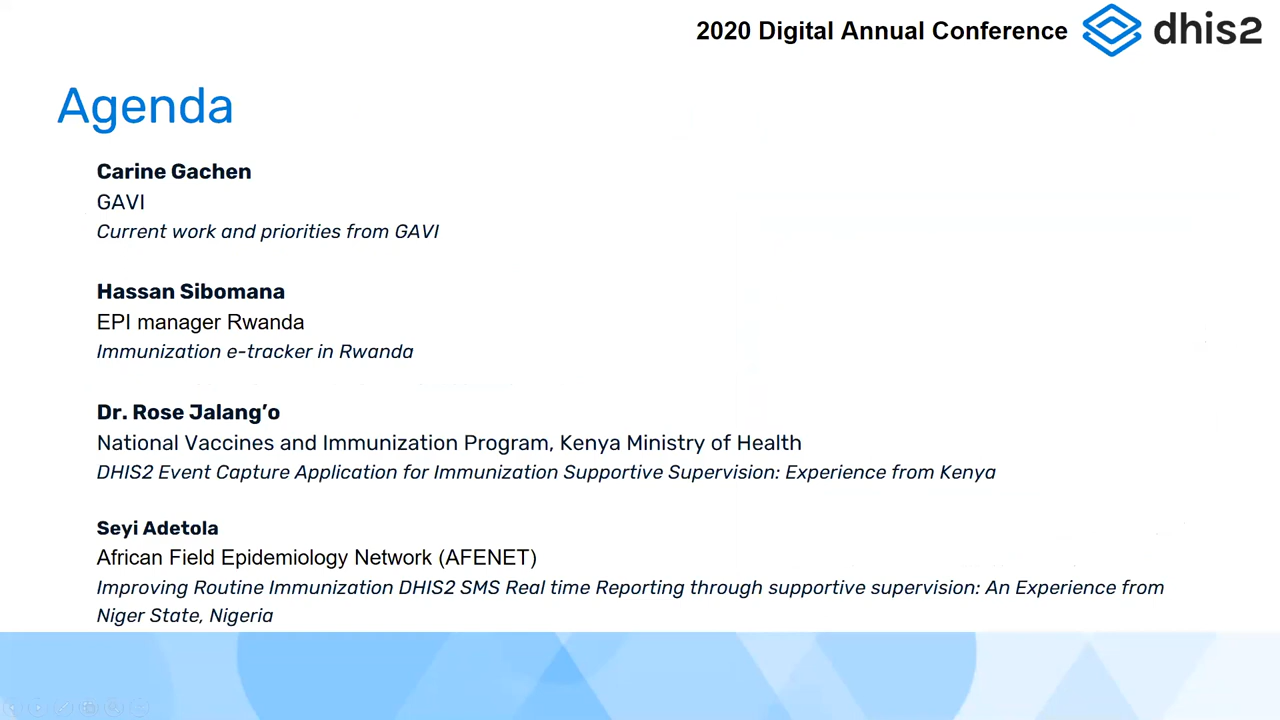 2020 Digital Annual Conference
dhis2
Agenda
Carine Gachen
GAVI
Current work and priorities from GAVI
Hassan Sibomana
EPI manager Rwanda
Immunization e-tracker in Rwanda
Dr. Rose Jalang’o
National Vaccines and Immunization Program, Kenya Ministry of Health
DHIS2 Event Capture Application for Immunization Supportive Supervision: Experience from Kenya
Seyi Adetola
African Field Epidemiology Network (AFENET)
Improving Routine Immunization DHIS2 SMS Real time Reporting through supportive supervision: An Experience from
Niger State, Nigeria